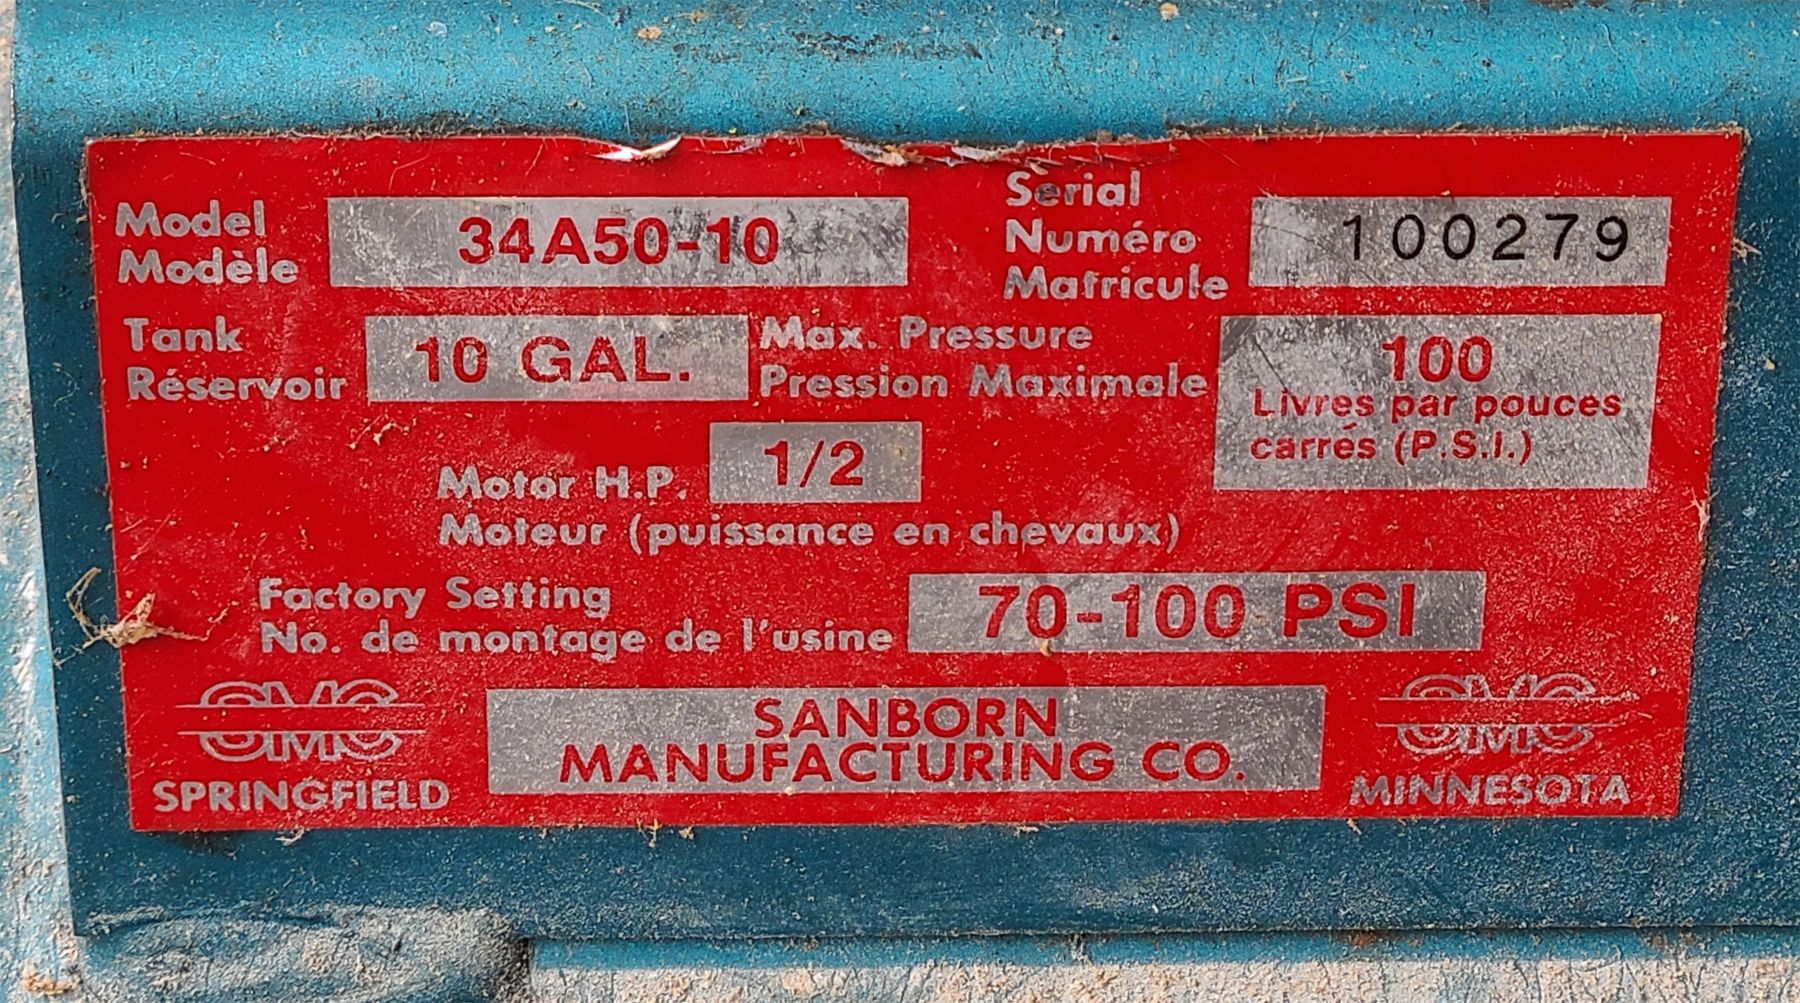 Model
Modèle
34A50-10
Serial
Numéro
Matricule
100279
Tank
Réservoir
10 GAL.
Max. Pressure
Pression Maximale
100
Livres par pouces
carrés (P.S.I.)
Motor H.P.
1/2
Moteur (puissance en chevaux)
Factory Setting
No. de montage de l'usine
70-100 PSI
SMC
SPRINGFIELD
SANBORN
MANUFACTURING CO.
SMC
MINNESOTA